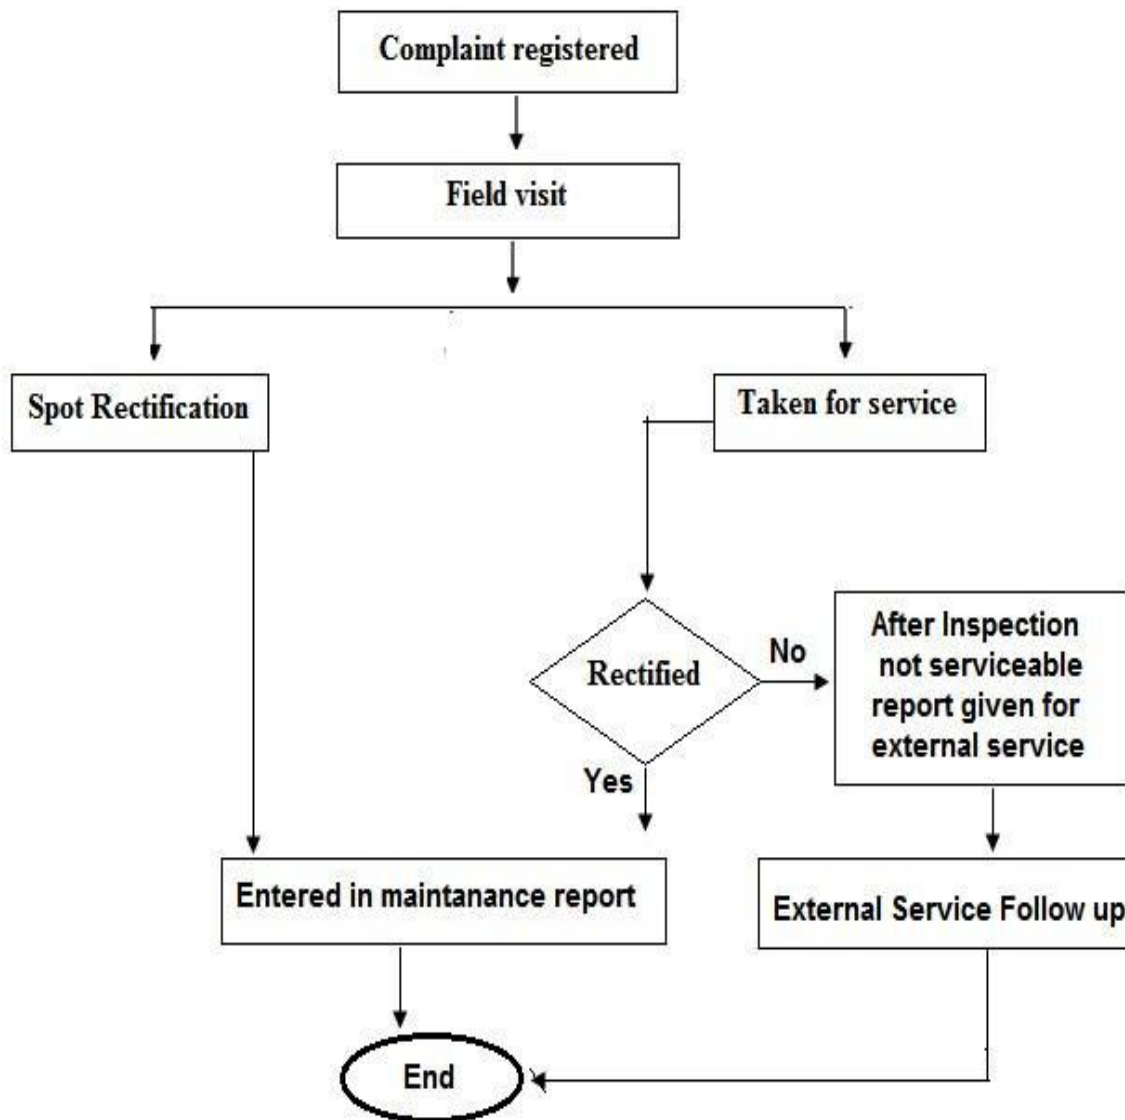 Complaint registered
Field visit
Spot Rectification
Taken for service
Rectified
No
After Inspection
not serviceable
report given for
external service
Yes
Entered in maintanance report
External Service Follow up
End